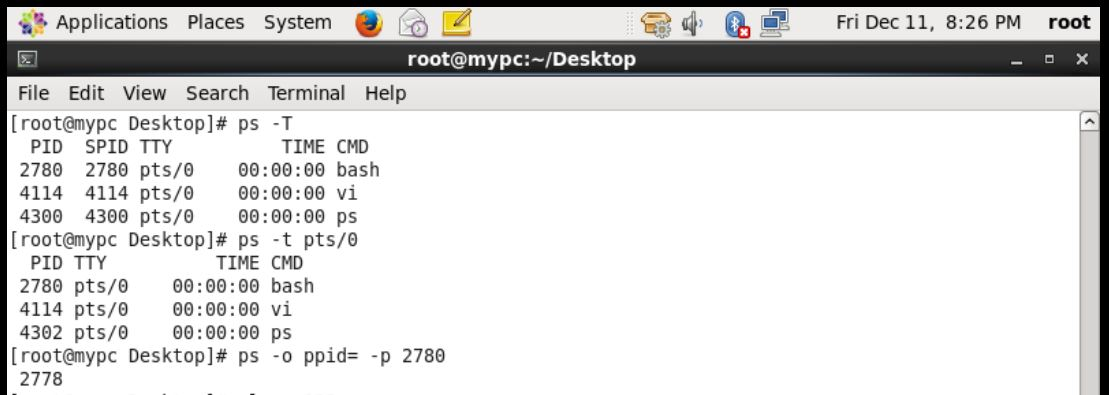 Applications Places System Fri Dec 11, 8:26 PM root
root@mypc:~/Desktop
File Edit View Search Terminal Help
[root@mypc Desktop]# ps -T
PID SPID TTY TIME CMD
2780 2780 pts/0 00:00:00 bash
4114 4114 pts/0 00:00:00 vi
4300 4300 pts/0 00:00:00 ps
[root@mypc Desktop]# ps -t pts/0
PID TTY TIME CMD
2780 pts/0 00:00:00 bash
4114 pts/0 00:00:00 vi
4302 pts/0 00:00:00 ps
[root@mypc Desktop]# ps -o ppid= -p 2780
2778